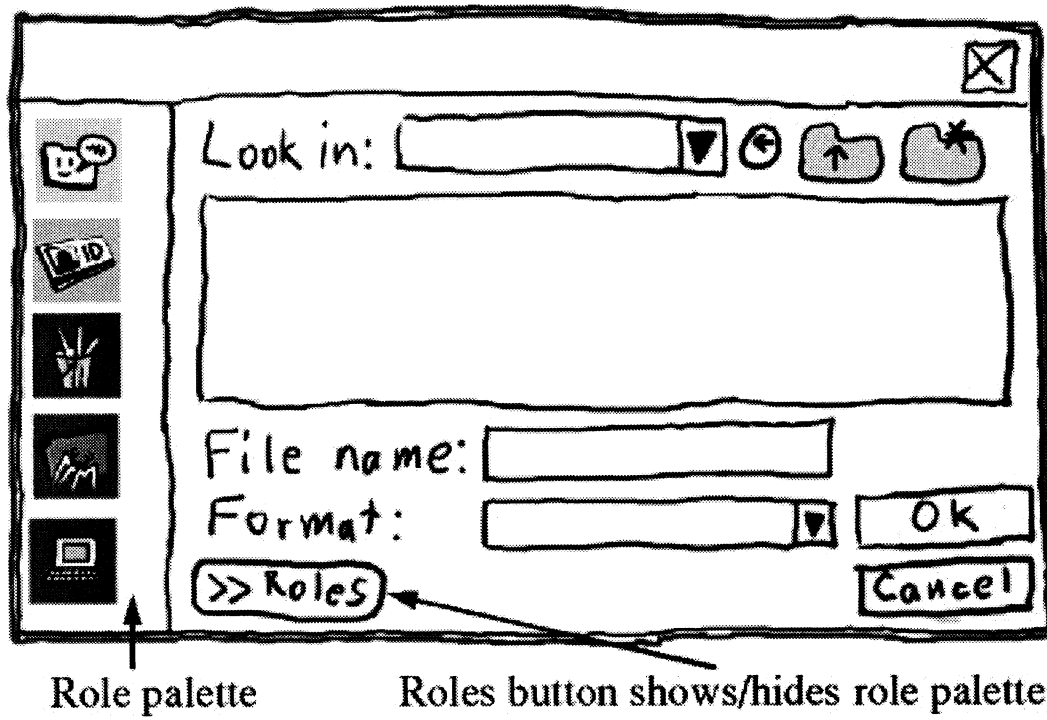 Look in:
ID
File name:
Format:
Ok
>> Roles
Cancel
Role palette
Roles button shows/hides role palette